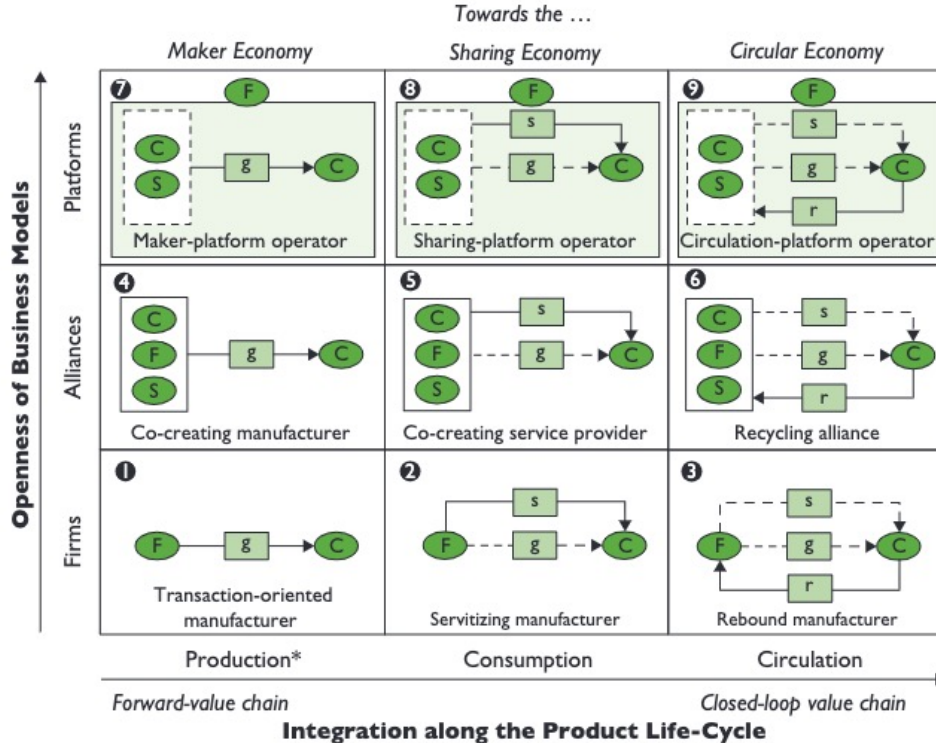 Towards the …
Maker Economy
Sharing Economy
Circular Economy
Openness of Business Models
Platforms
Alliances
Firms
7
F
C
S
g
C
Maker-platform operator
8
F
s
C
S
g
C
Sharing-platform operator
9
F
s
C
S
g
C
r
Circulation-platform operator
4
C
F
S
g
C
Co-creating manufacturer
5
C
s
F
g
C
S
Co-creating service provider
6
C
s
F
g
C
S
r
Recycling alliance
1
F
g
C
Transaction-oriented
manufacturer
2
s
F
g
C
Servitizing manufacturer
3
s
F
g
C
r
Rebound manufacturer
Production*
Consumption
Circulation
Forward-value chain
Closed-loop value chain
Integration along the Product Life-Cycle